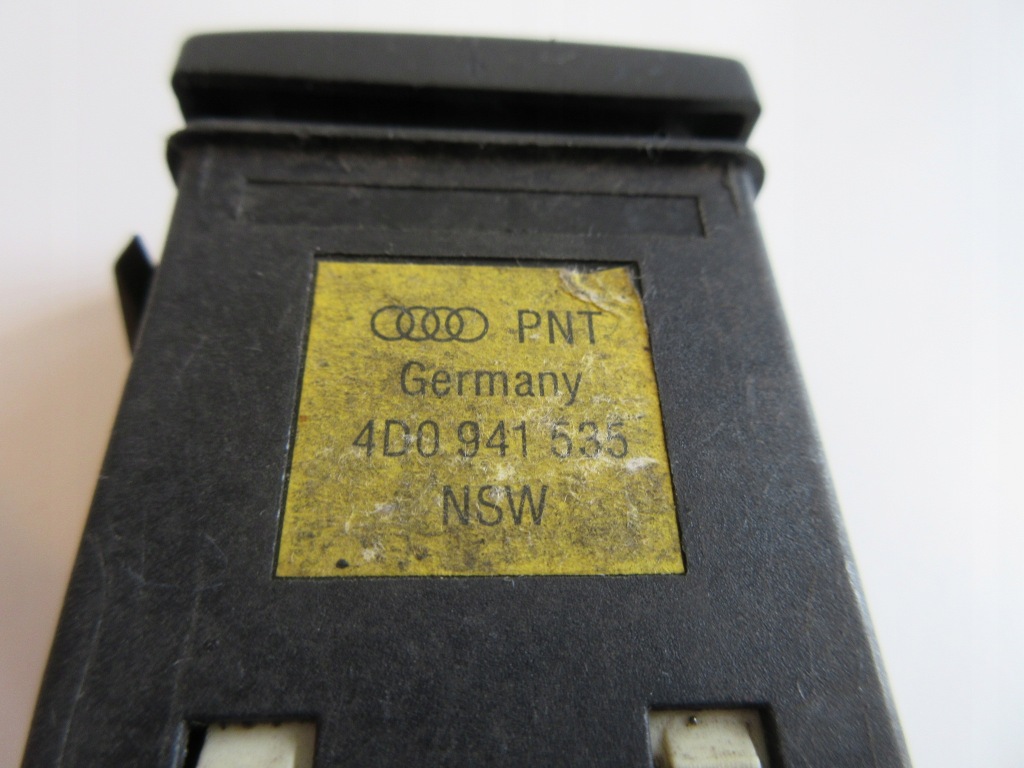 PNT
Germany
4D0 941 535
NSW